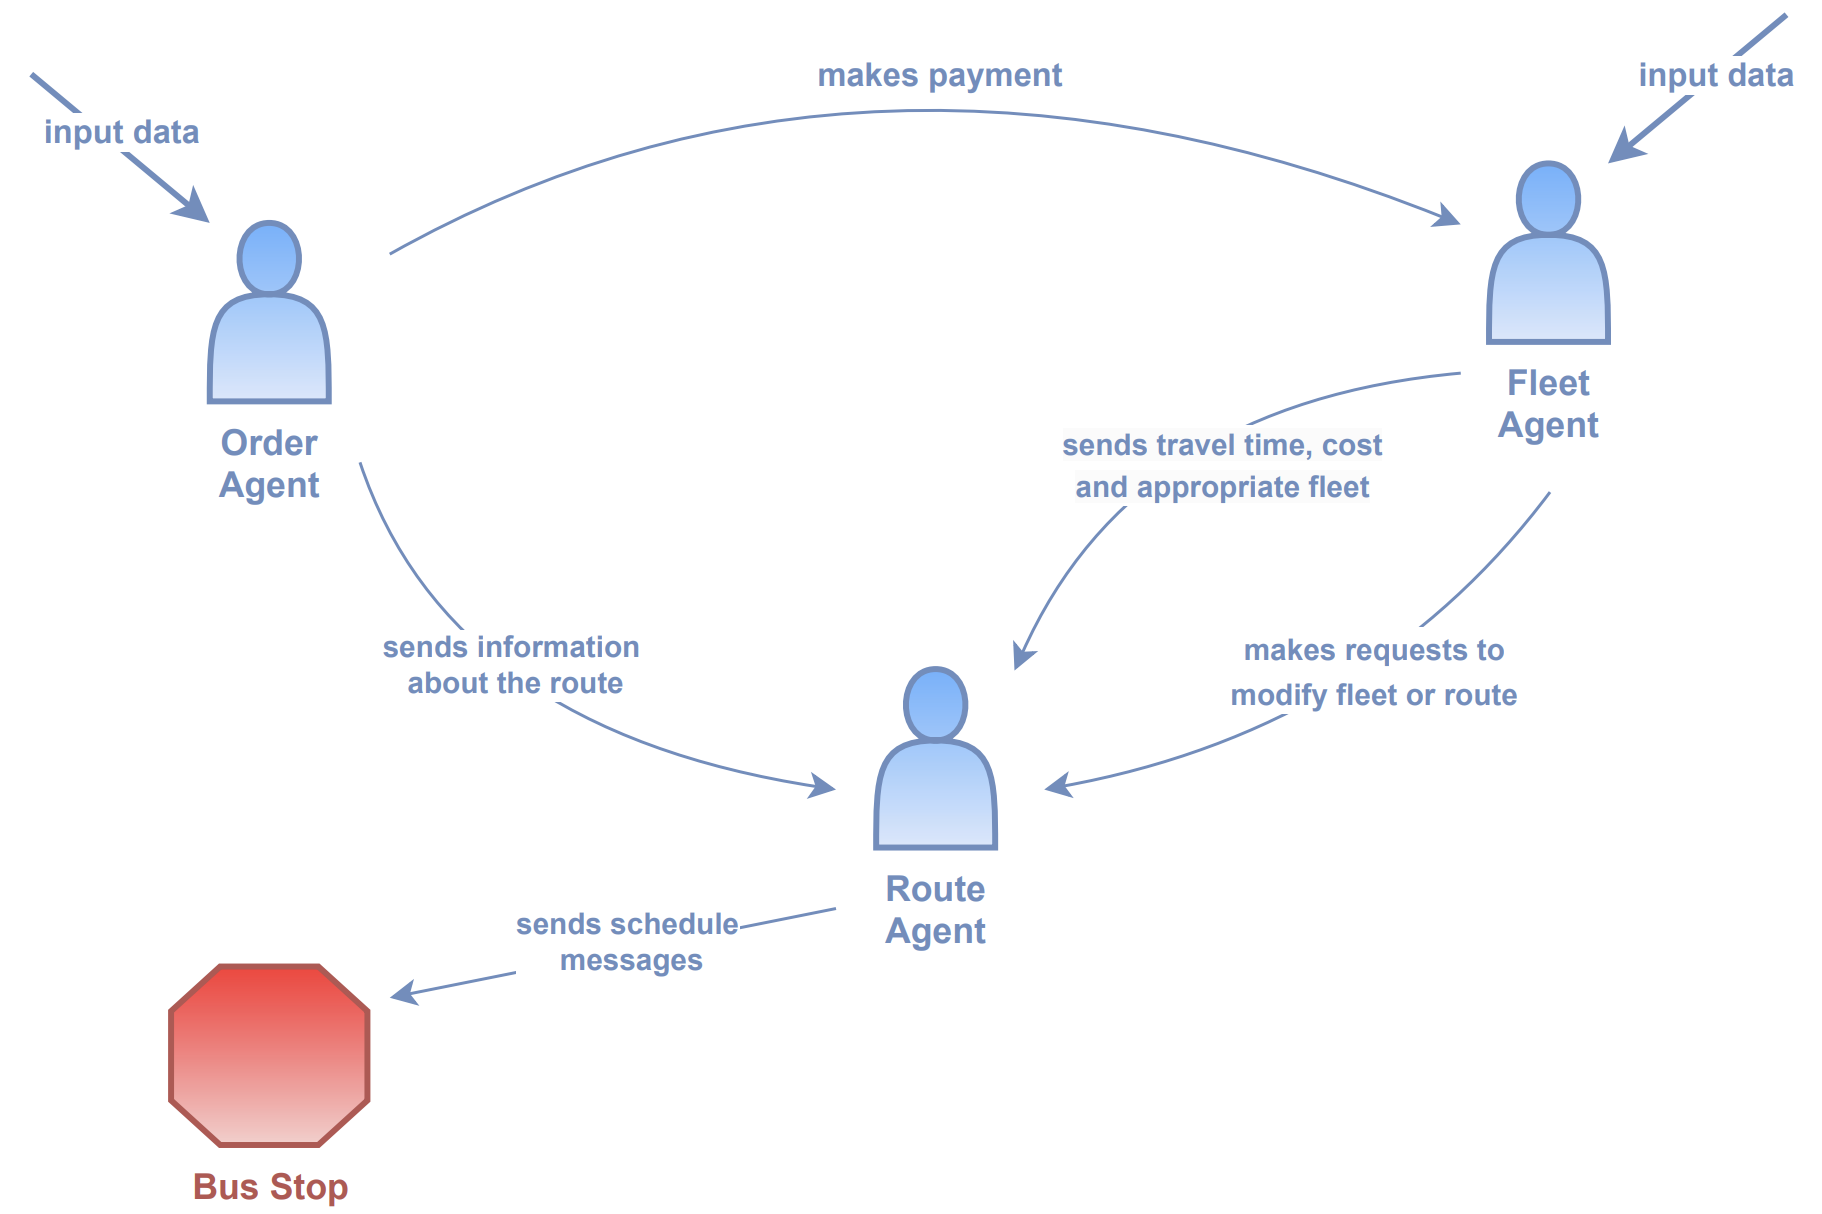 makes payment
input data
input data
Order
Agent
Fleet
Agent
sends travel time, cost
and appropriate fleet
sends information
about the route
makes requests to
modify fleet or route
Route
Agent
sends schedule
messages
Bus Stop